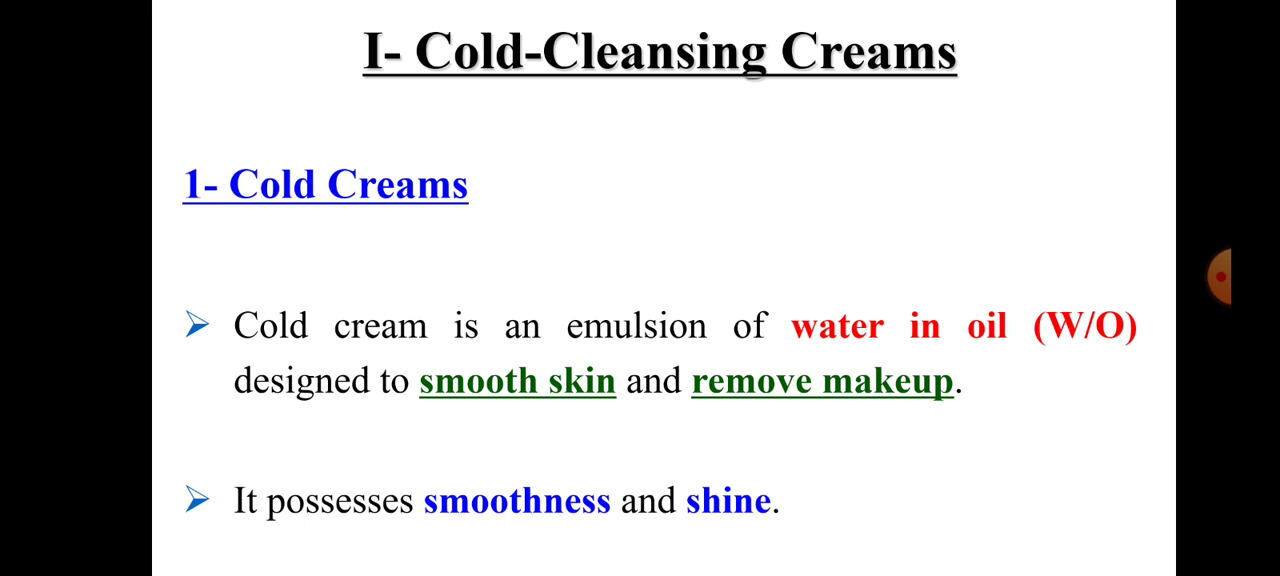 I- Cold-Cleansing Creams
1- Cold Creams
Cold cream is an emulsion of water in oil (W/O)
designed to smooth skin and remove makeup.
It possesses smoothness and shine.